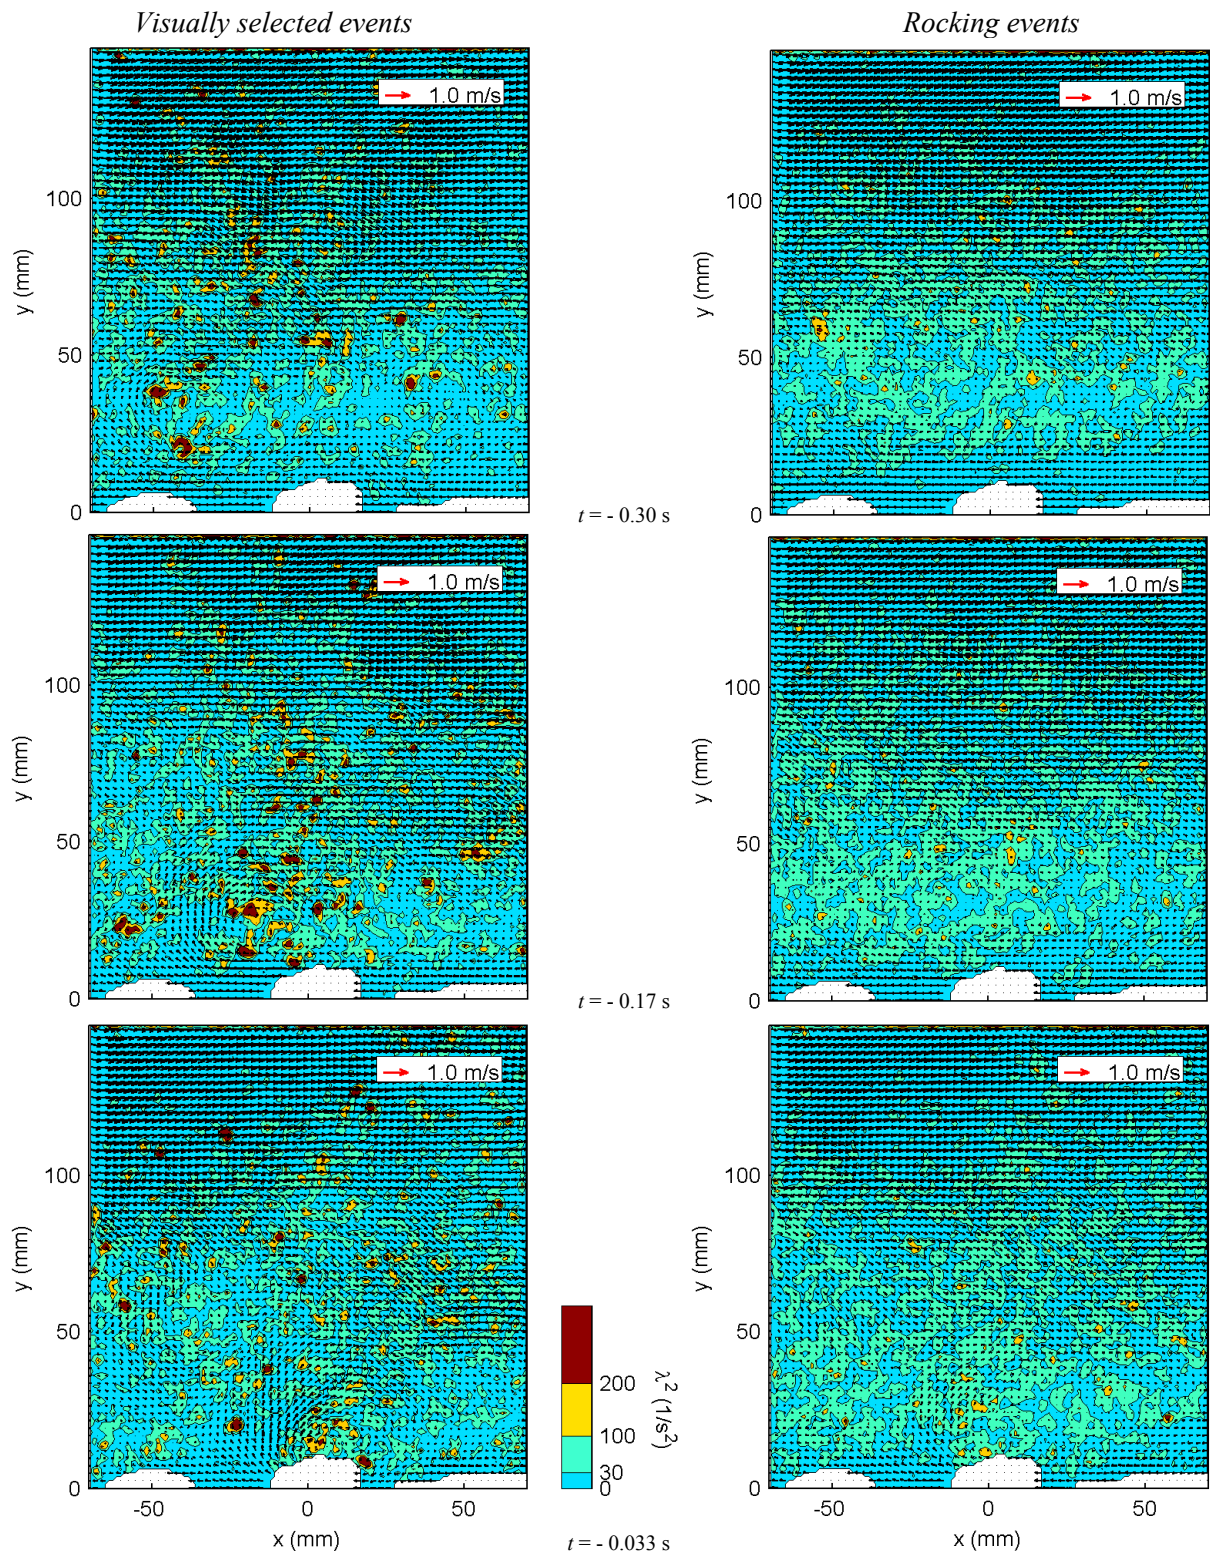 Visually selected events
Rocking events
1.0 m/s
1.0 m/s
100
50
0
y (mm)
100
50
0
y (mm)
t = - 0.30 s
1.0 m/s
1.0 m/s
100
50
0
y (mm)
100
50
0
y (mm)
t = - 0.17 s
1.0 m/s
1.0 m/s
100
50
0
y (mm)
100
50
0
y (mm)
200
100
30
0
λ² (1/s²)
-50 0 50
x (mm)
-50 0 50
x (mm)
t = - 0.033 s